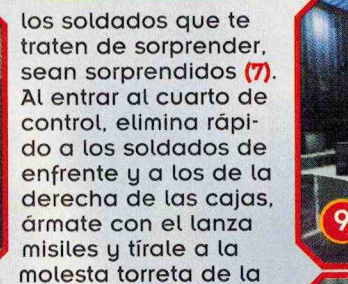 los soldados que te
traten de sorprender,
sean sorprendidos (7).
Al entrar al cuarto de
control, elimina rápi-
do a los soldados de
enfrente y a los de la
derecha de las cajas,
ármate con el lanza
misiles y tírale a la
molesta torreta de la
9